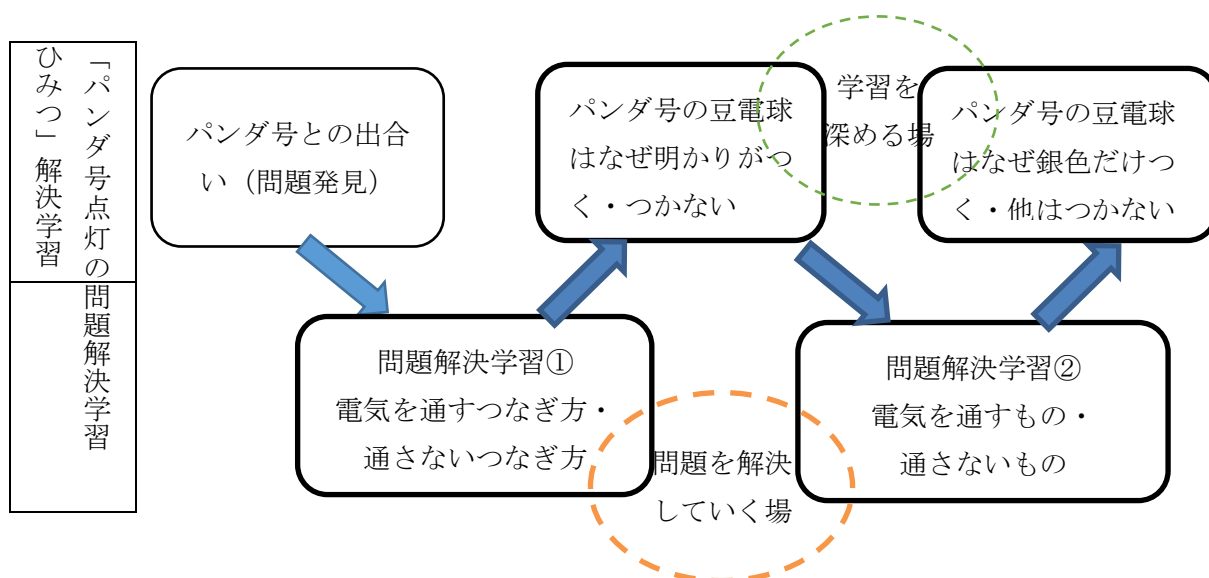 「パンダ号点灯の
ひみつ」解決学習
問題解決学習
パンダ号との出合
い（問題発見）
パンダ号の豆電球
はなぜ明かりがつ
く・つかない
学習を
深める場
パンダ号の豆電球
はなぜ銀色だけつ
く・他はつかない
問題解決学習①
電気を通すつなぎ方・
通さないつなぎ方
問題を解決
していく場
問題解決学習②
電気を通すもの・
通さないもの